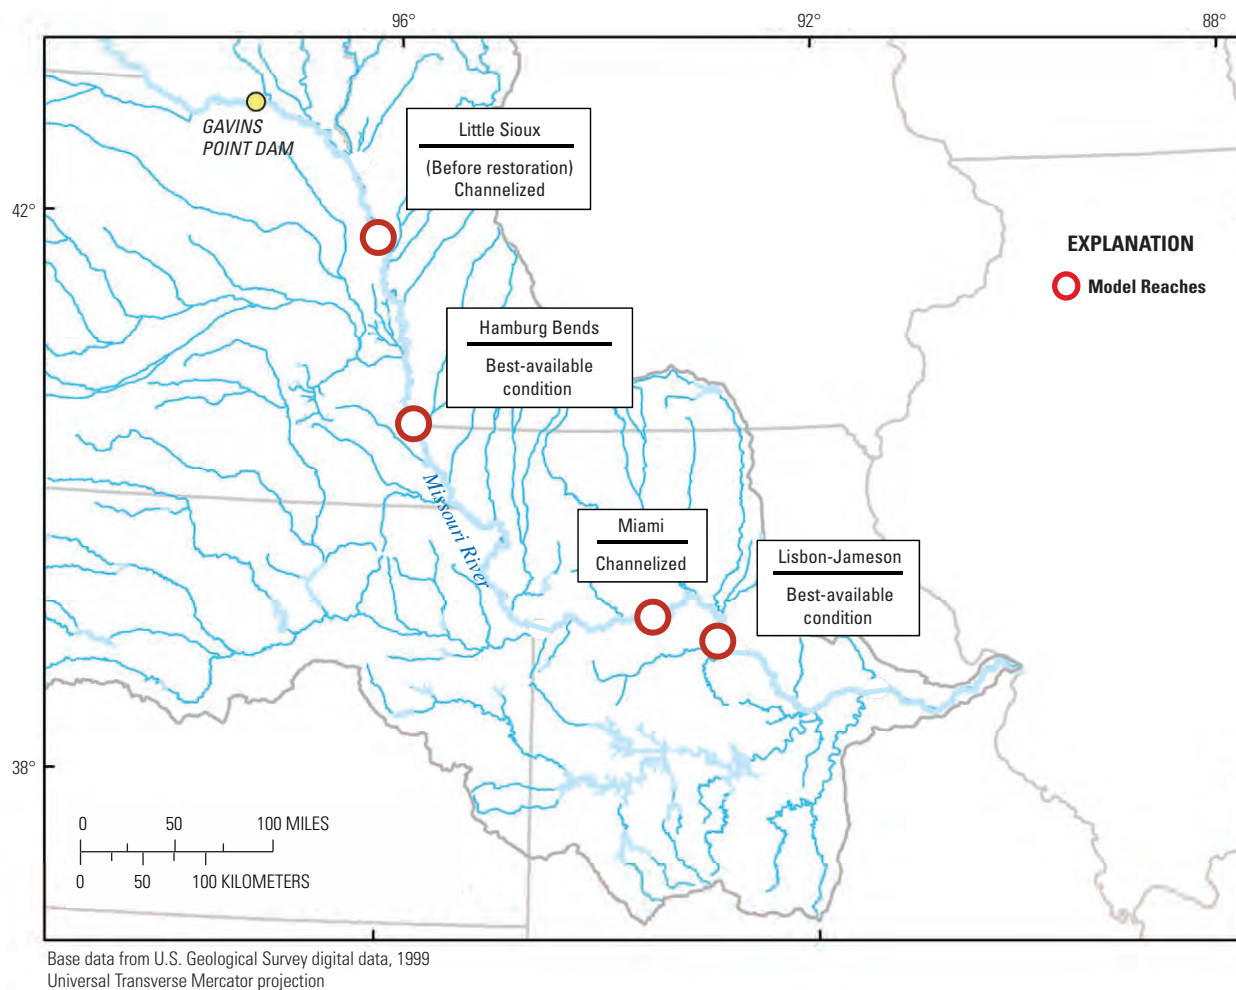 96°
92°
88°
GAVINS
POINT DAM
Little Sioux
(Before restoration)
Channelized
42°
EXPLANATION
Model Reaches
Hamburg Bends
Best-available
condition
Missouri River
Miami
Channelized
Lisbon-Jameson
Best-available
condition
38°
0 50 100 MILES
0 50 100 KILOMETERS
Base data from U.S. Geological Survey digital data, 1999
Universal Transverse Mercator projection